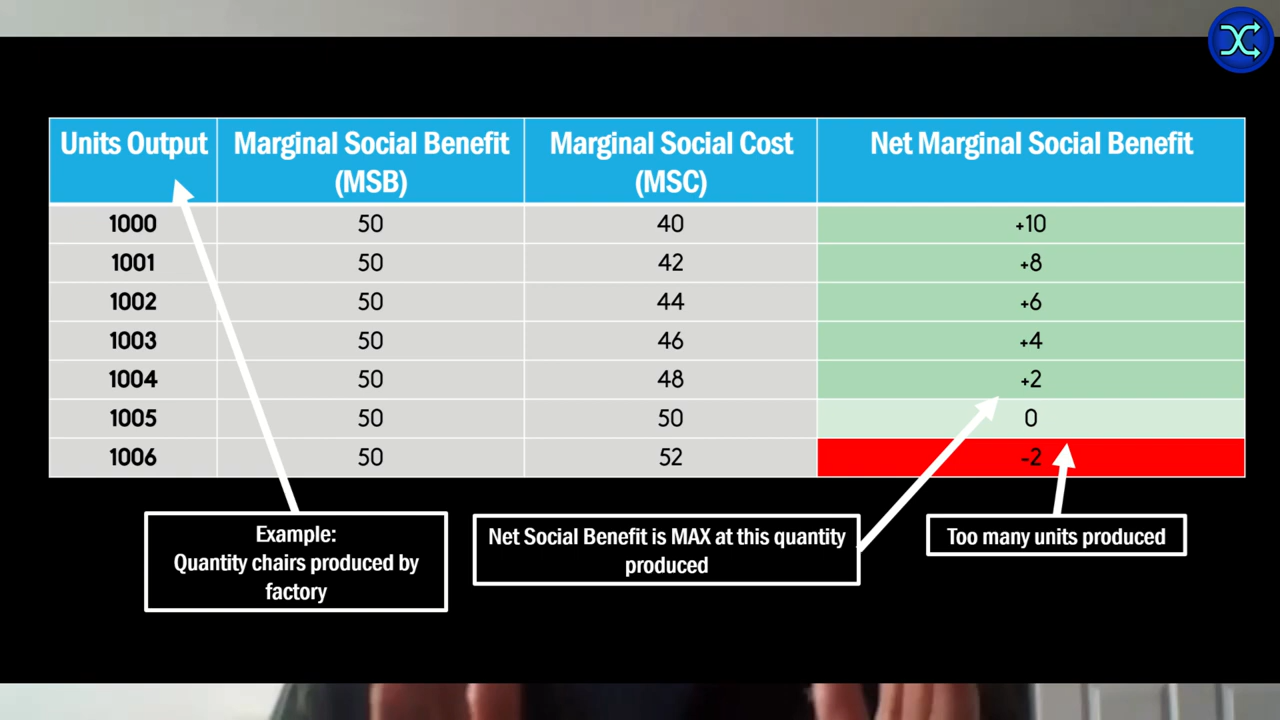 Units Output Marginal Social Benefit (MSB) Marginal Social Cost (MSC) Net Marginal Social Benefit
1000 50 40 +10
1001 50 42 +8
1002 50 44 +6
1003 50 46 +4
1004 50 48 +2
1005 50 50 0
1006 50 52 -2
Example:
Quantity chairs produced by
factory
Net Social Benefit is MAX at this quantity
produced
Too many units produced